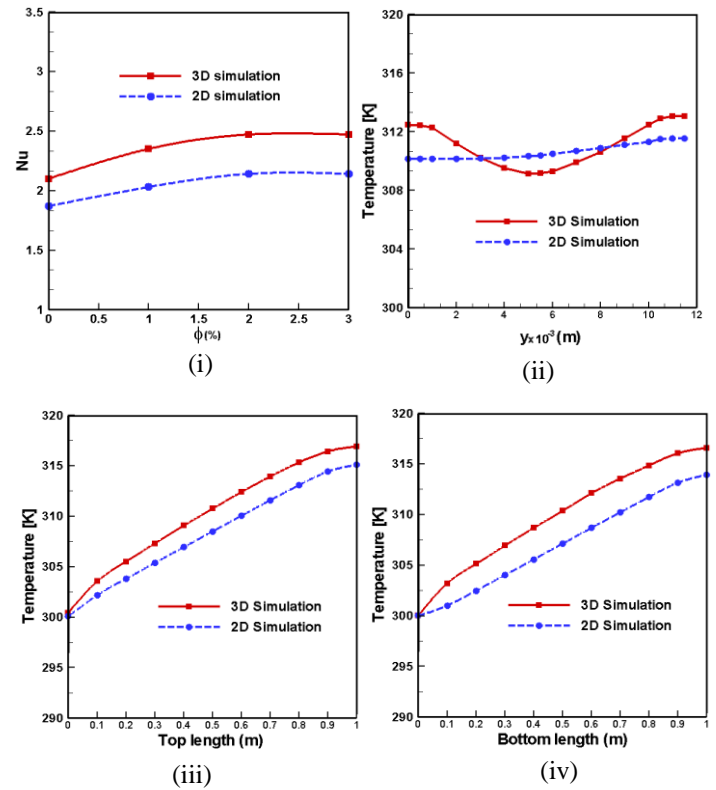 3.5
3
2.5
2
1.5
1
Nu
3D simulation
2D simulation
0 0.5 1 1.5 2 2.5 3
ϕ(%)
(i)
320
316
312
308
304
300
Temperature [K]
3D Simulation
2D Simulation
0 2 4 6 8 10 12
y×10⁻³ (m)
(ii)
320
315
310
305
300
295
290
Temperature [K]
3D Simulation
2D Simulation
0 0.1 0.2 0.3 0.4 0.5 0.6 0.7 0.8 0.9 1
Top length (m)
(iii)
320
315
310
305
300
295
290
Temperature [K]
3D Simulation
2D Simulation
0 0.1 0.2 0.3 0.4 0.5 0.6 0.7 0.8 0.9 1
Bottom length (m)
(iv)